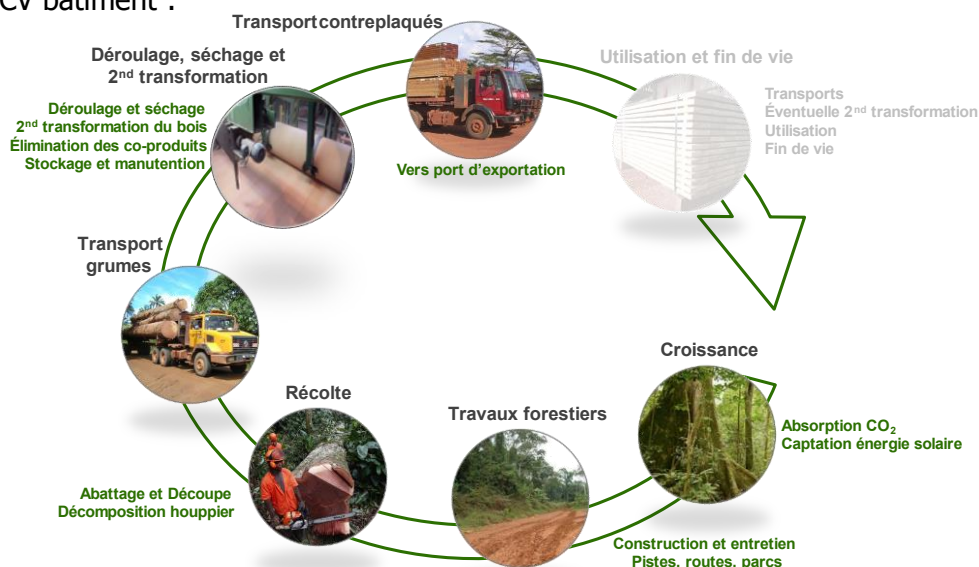 CV bâtiment :
Transport contreplaqués
Déroulage, séchage et
2nd transformation
Déroulage et séchage
2nd transformation du bois
Élimination des co-produits
Stockage et manutention
Vers port d'exportation
Utilisation et fin de vie
Transports
Éventuelle 2nd transformation
Utilisation
Fin de vie
Transport
grumes
Récolte
Abattage et Découpe
Décomposition houppier
Travaux forestiers
Construction et entretien
Pistes, routes, parcs
Croissance
Absorption CO2
Captation énergie solaire